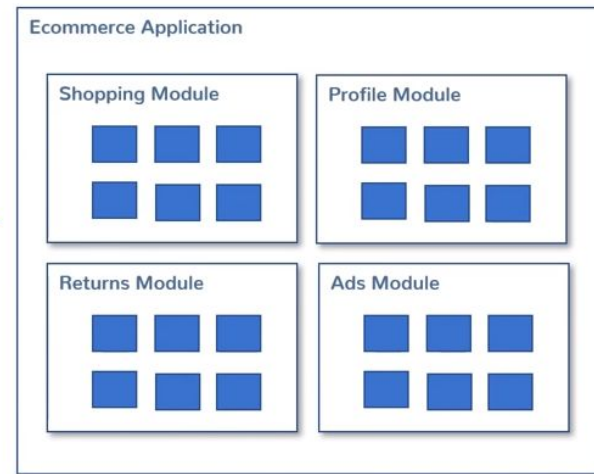 Ecommerce Application
Shopping Module
Profile Module
Returns Module
Ads Module